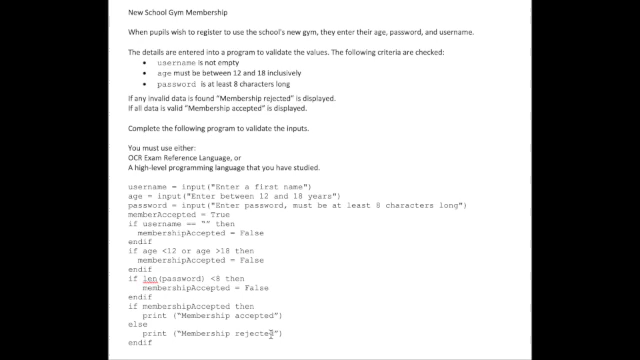 New School Gym Membership
When pupils wish to register to use the school's new gym, they enter their age, password, and username.
The details are entered into a program to validate the values. The following criteria are checked:
• username is not empty
• age must be between 12 and 18 inclusively
• password is at least 8 characters long
If any invalid data is found "Membership rejected" is displayed.
If all data is valid "Membership accepted" is displayed.
Complete the following program to validate the inputs.
You must use either:
OCR Exam Reference Language, or
A high-level programming language that you have studied.
username = input("Enter a first name")
age = input("Enter between 12 and 18 years")
password = input("Enter password, must be at least 8 characters long")
memberAccepted = True
if username == "" then
membershipAccepted = False
endif
if age <12 or age >18 then
membershipAccepted = False
endif
if len(password) <8 then
membershipAccepted = False
endif
if membershipAccepted then
print ("Membership accepted")
else
print ("Membership rejected")
endif